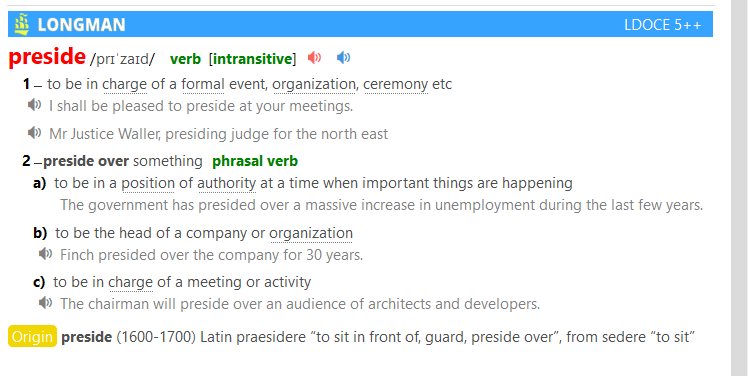 LONGMAN LDOCE 5++
preside /prɪˈzaɪd/ verb [intransitive]
1 – to be in charge of a formal event, organization, ceremony etc
I shall be pleased to preside at your meetings.
Mr Justice Waller, presiding judge for the north east
2 –preside over something phrasal verb
a) to be in a position of authority at a time when important things are happening
The government has presided over a massive increase in unemployment during the last few years.
b) to be the head of a company or organization
Finch presided over the company for 30 years.
c) to be in charge of a meeting or activity
The chairman will preside over an audience of architects and developers.
Origin preside (1600-1700) Latin praesidere “to sit in front of, guard, preside over”, from sedere “to sit”